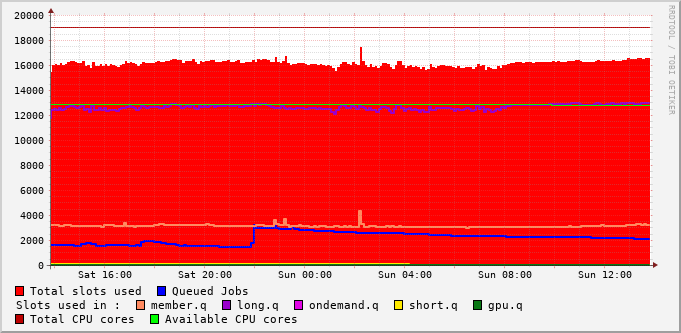 20000
18000
16000
14000
12000
10000
8000
6000
4000
2000
0
Sat 16:00 Sat 20:00 Sun 00:00 Sun 04:00 Sun 08:00 Sun 12:00
RRDTOOL / TOBI OETIKER
Total slots used Queued Jobs
Slots used in : member.q long.q ondemand.q short.q gpu.q
Total CPU cores Available CPU cores